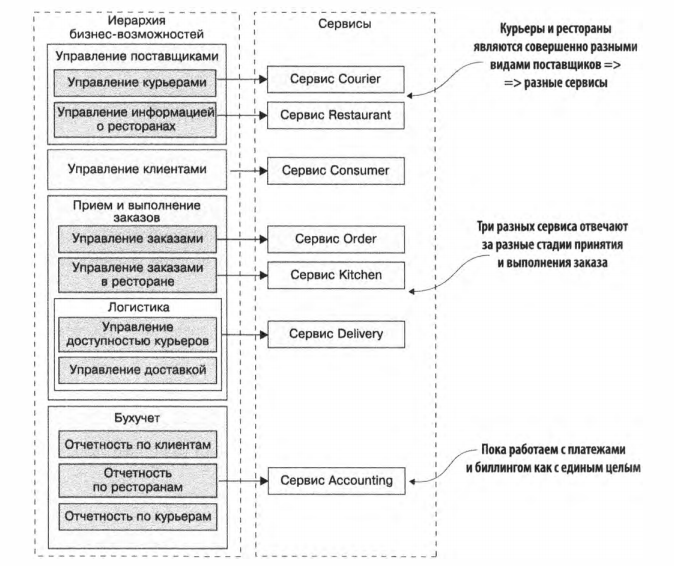 Иерархия
бизнес-возможностей
Управление поставщиками
Управление курьерами
Управление информацией
о ресторанах
Управление клиентами
Прием и выполнение
заказов
Управление заказами
Управление заказами
в ресторане
Логистика
Управление
доступностью курьеров
Управление доставкой
Бухучет
Отчетность по клиентам
Отчетность
по ресторанам
Отчетность по курьерам
Сервисы
Сервис Courier
Сервис Restaurant
Сервис Consumer
Сервис Order
Сервис Kitchen
Сервис Delivery
Сервис Accounting
Курьеры и рестораны
являются совершенно разными
видами поставщиков =>
=> разные сервисы
Три разных сервиса отвечают
за разные стадии принятия
и выполнения заказа
Пока работаем с платежами
и биллингом как с единым целым